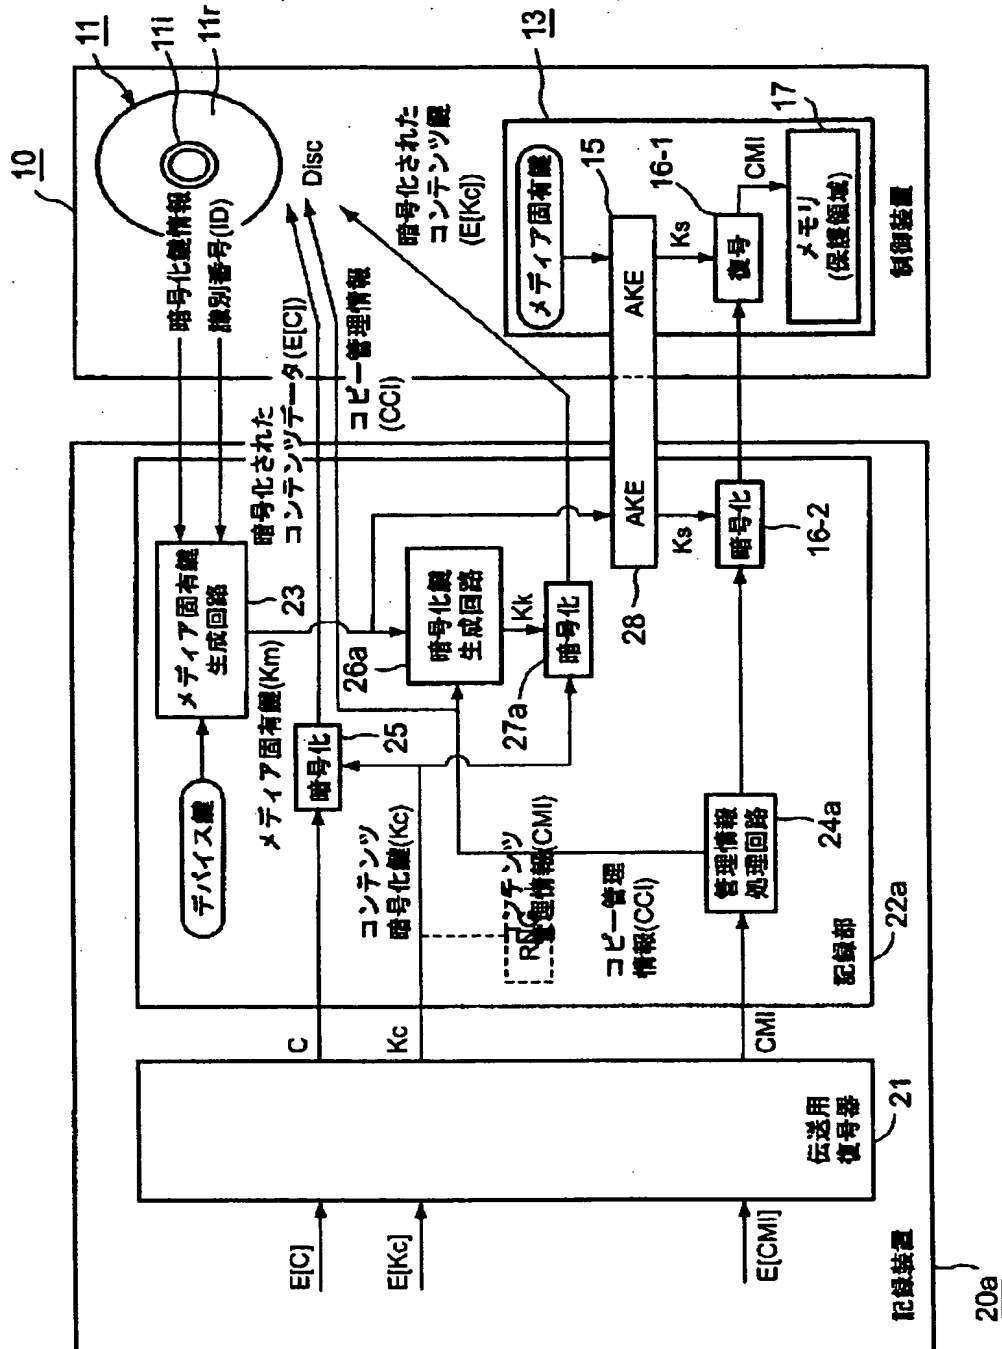 10
11
11i
11r
暗号化鍵情報
識別番号(ID)
Disc
暗号化された
コンテンツデータ(E[C])
コピー管理情報
(CCI)
暗号化された
コンテンツ鍵
(E[Kc])
13
メディア固有鍵
15
AKE
Ks
16-1
復号
CMI
17
メモリ
(保護領域)
制御装置
デバイス鍵
メディア固有鍵
生成回路
23
メディア固有鍵(Km)
暗号化
25
コンテンツ
暗号化鍵(Kc)
26a
暗号化鍵
生成回路
Kk
27a
暗号化
AKE
28
Ks
暗号化
16-2
RNG
コンテンツ
管理情報(CMI)
コピー管理
情報(CCI)
管理情報
処理回路
24a
記録部
22a
C
Kc
CMI
伝送用
復号器
21
E[C]
E[Kc]
E[CMI]
記録装置
20a